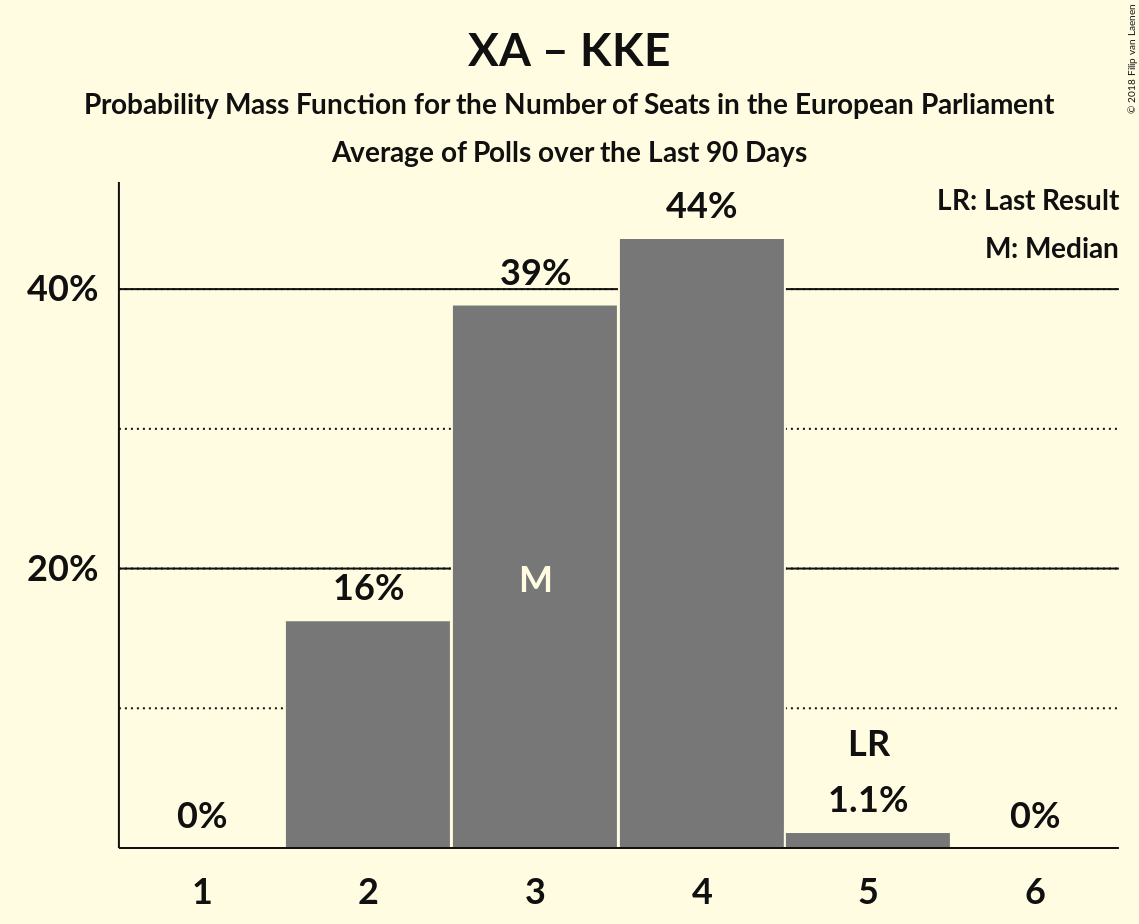 XA – KKE
Probability Mass Function for the Number of Seats in the European Parliament
Average of Polls over the Last 90 Days
© 2018 Filip van Laenen
LR: Last Result
M: Median
44%
39%
40%
20%
16%
M
LR
1.1%
0%
0%
1 2 3 4 5 6